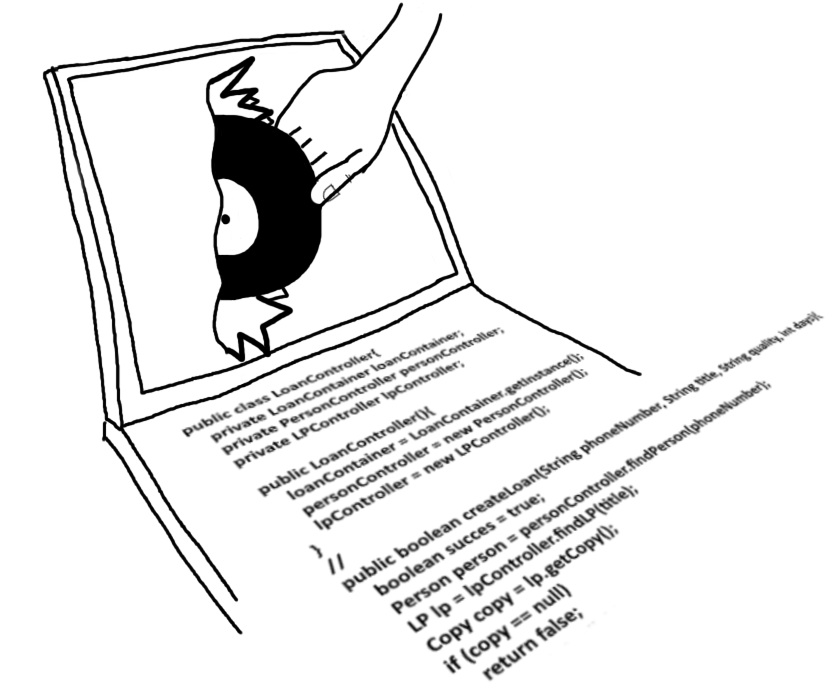 public class LoanController{
private LoanContainer loanContainer;
private PersonController personController;
private LPController lpController;
public LoanController(){
loanContainer = LoanContainer.getInstance();
personController = new PersonController();
lpController = new LPController();
}
//
public boolean createLoan(String phoneNumber, String title, String quality, int days){
boolean succes = true;
Person person = personController.findPerson(phoneNumber);
LP lp = lpController.findLP(title);
Copy copy = lp.getCopy();
if (copy == null)
return false;